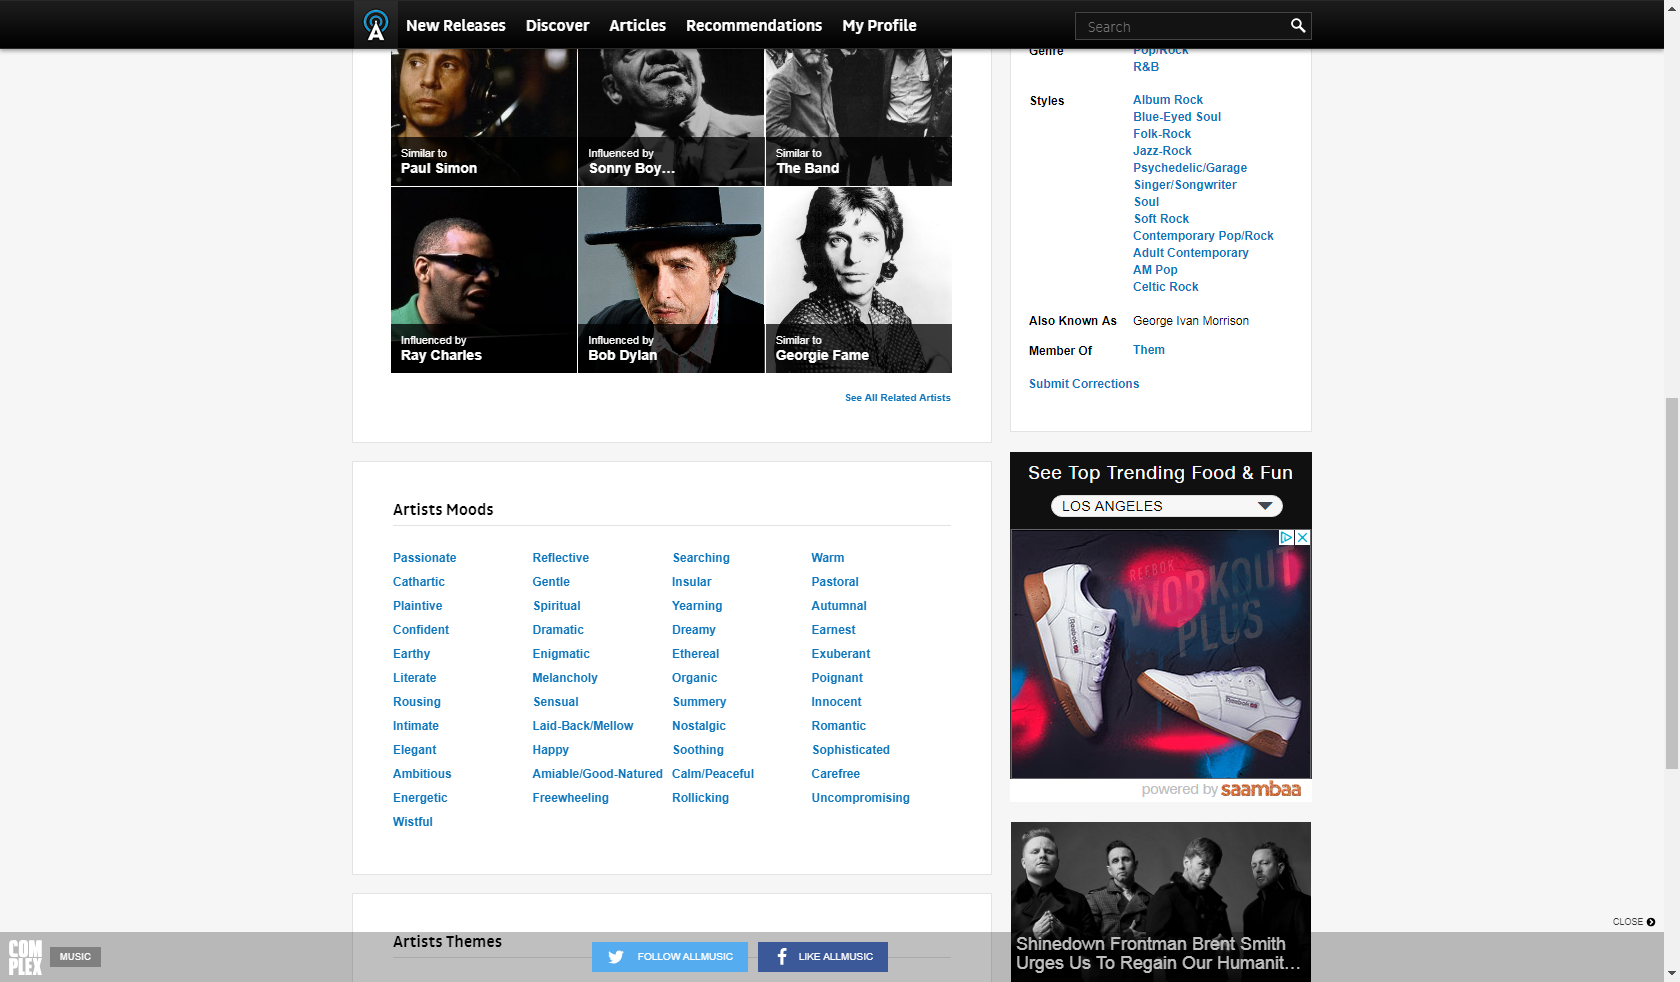 New Releases Discover Articles Recommendations My Profile Search
Similar to
Paul Simon
Influenced by
Sonny Boy...
Similar to
The Band
Influenced by
Ray Charles
Influenced by
Bob Dylan
Similar to
Georgie Fame
See All Related Artists
Genre Pop/Rock
R&B
Styles Album Rock
Blue-Eyed Soul
Folk-Rock
Jazz-Rock
Psychedelic/Garage
Singer/Songwriter
Soul
Soft Rock
Contemporary Pop/Rock
Adult Contemporary
AM Pop
Celtic Rock
Also Known As George Ivan Morrison
Member Of Them
Submit Corrections
Artists Moods
Passionate Reflective Searching Warm
Cathartic Gentle Insular Pastoral
Plaintive Spiritual Yearning Autumnal
Confident Dramatic Dreamy Earnest
Earthy Enigmatic Ethereal Exuberant
Literate Melancholy Organic Poignant
Rousing Sensual Summery Innocent
Intimate Laid-Back/Mellow Nostalgic Romantic
Elegant Happy Soothing Sophisticated
Ambitious Amiable/Good-Natured Calm/Peaceful Carefree
Energetic Freewheeling Rollicking Uncompromising
Wistful
See Top Trending Food & Fun
LOS ANGELES
REEBOK
WORKOUT
PLUS
Reebok
Reebok
powered by saambaa
Shinedown Frontman Brent Smith
Urges Us To Regain Our Humanit...
Artists Themes
CLOSE
COM
PLEX
MUSIC
FOLLOW ALLMUSIC
LIKE ALLMUSIC